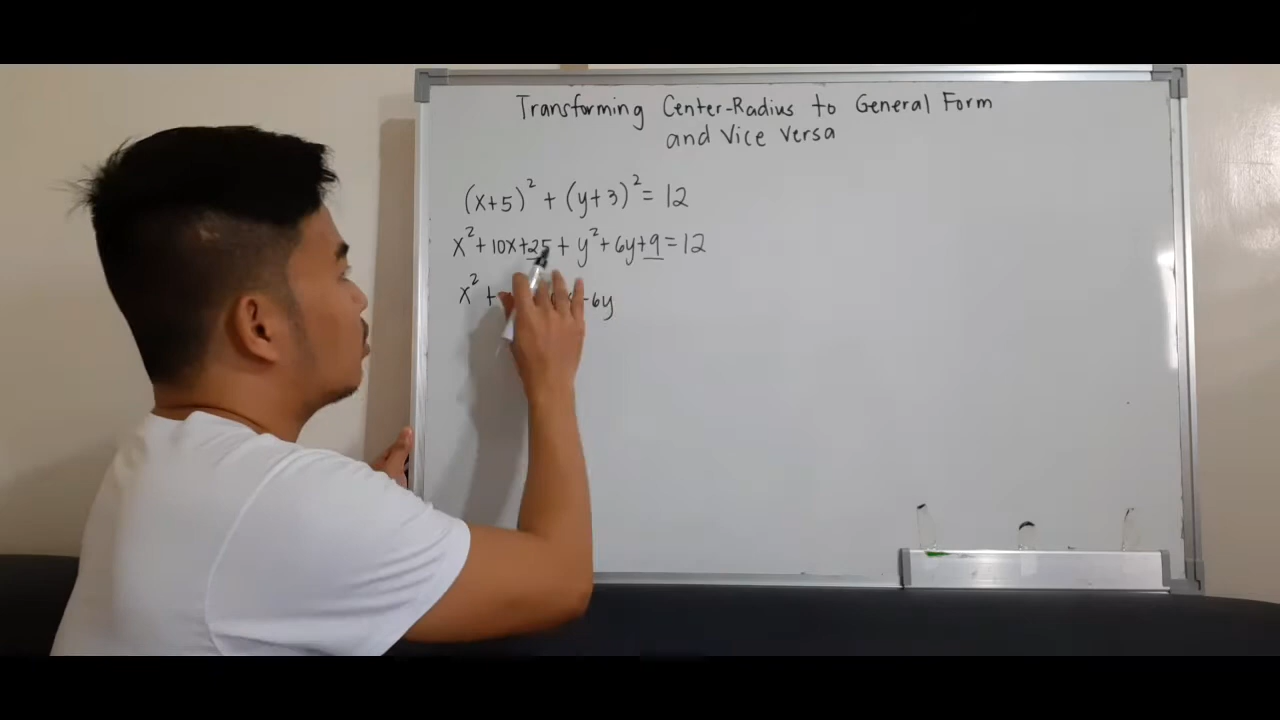 Transforming Center-Radius to General Form
and Vice Versa
(x+5)² + (y+3)² = 12
x² + 10x + 25 + y² + 6y + 9 = 12
x² + 6y